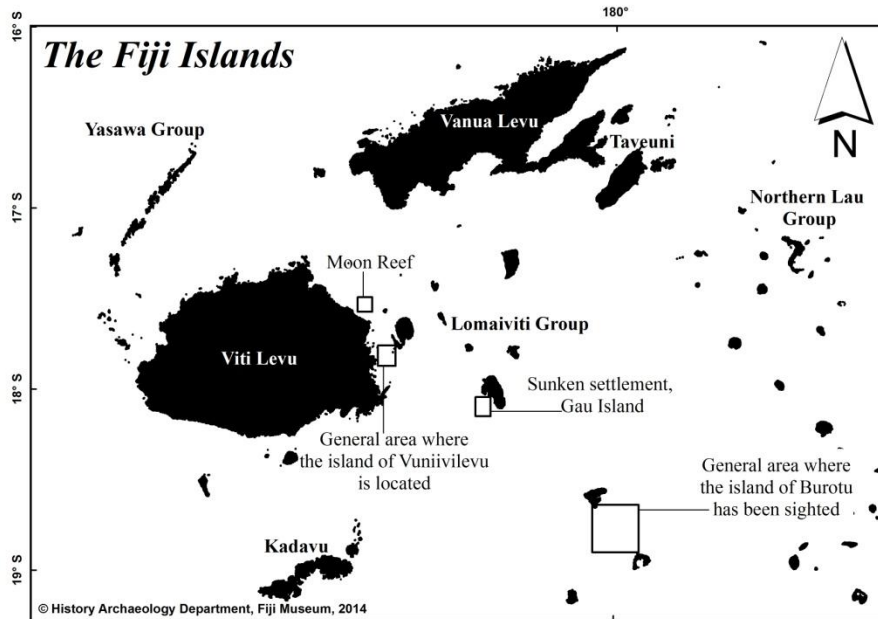 180°
16° S
The Fiji Islands
Vanua Levu
Yasawa Group
Taveuni
N
17° S
Northern Lau
Group
Moon Reef
Lomaiviti Group
Viti Levu
18° S
Sunken settlement,
Gau Island
General area where
the island of Vuniivilevu
is located
General area where
the island of Burotu
has been sighted
Kadavu
19° S
© History Archaeology Department, Fiji Museum, 2014